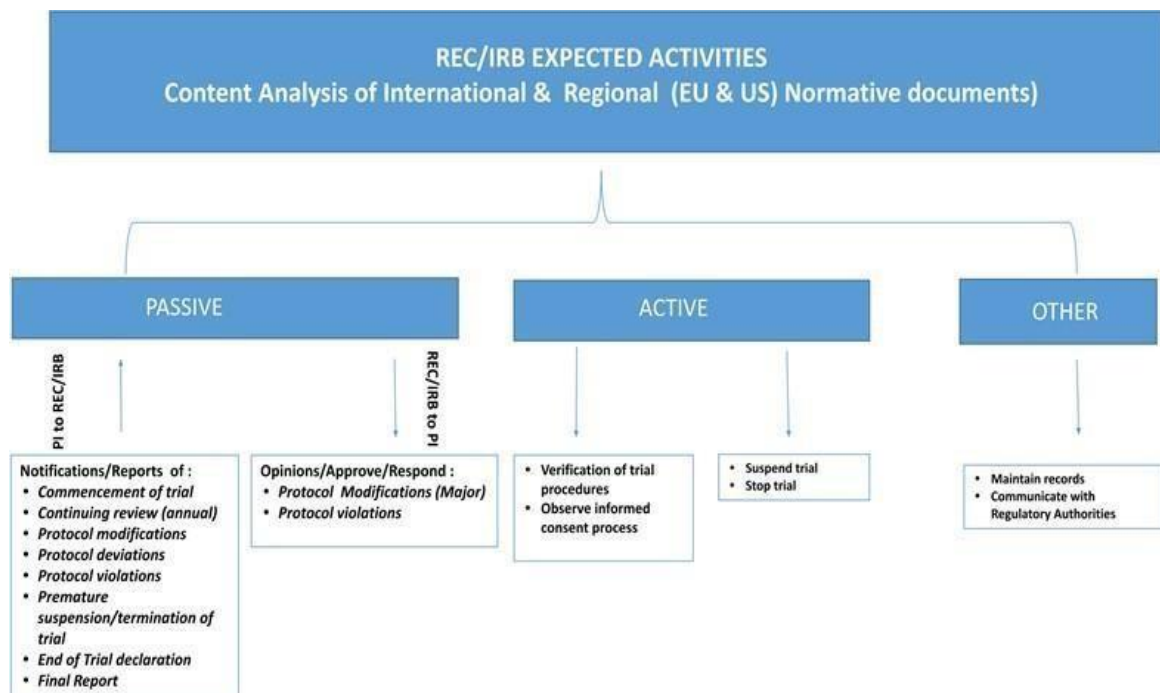 REC/IRB EXPECTED ACTIVITIES
Content Analysis of International & Regional (EU & US) Normative documents)
PASSIVE
ACTIVE
OTHER
PI to REC/IRB
REC/IRB to PI
Notifications/Reports of :
• Commencement of trial
• Continuing review (annual)
• Protocol modifications
• Protocol deviations
• Protocol violations
• Premature
suspension/termination of
trial
• End of Trial declaration
• Final Report
Opinions/Approve/Respond :
• Protocol Modifications (Major)
• Protocol violations
• Verification of trial
procedures
• Observe informed
consent process
• Suspend trial
• Stop trial
• Maintain records
• Communicate with
Regulatory Authorities